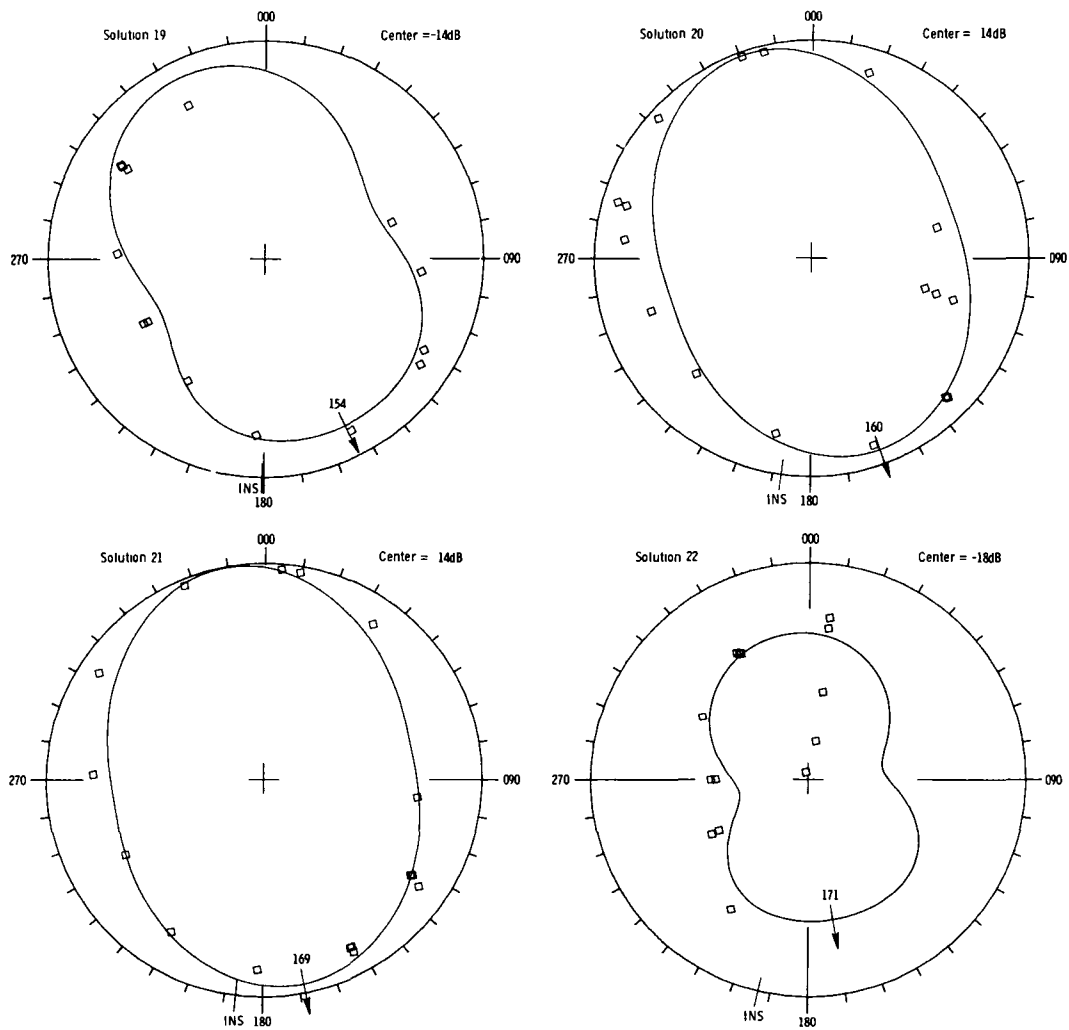 000
Solution 19
Center = -14dB
270
090
154
INS
180
000
Solution 20
Center = 14dB
270
090
160
INS
180
000
Solution 21
Center = 14dB
270
090
169
INS
180
000
Solution 22
Center = -18dB
270
090
171
INS
180